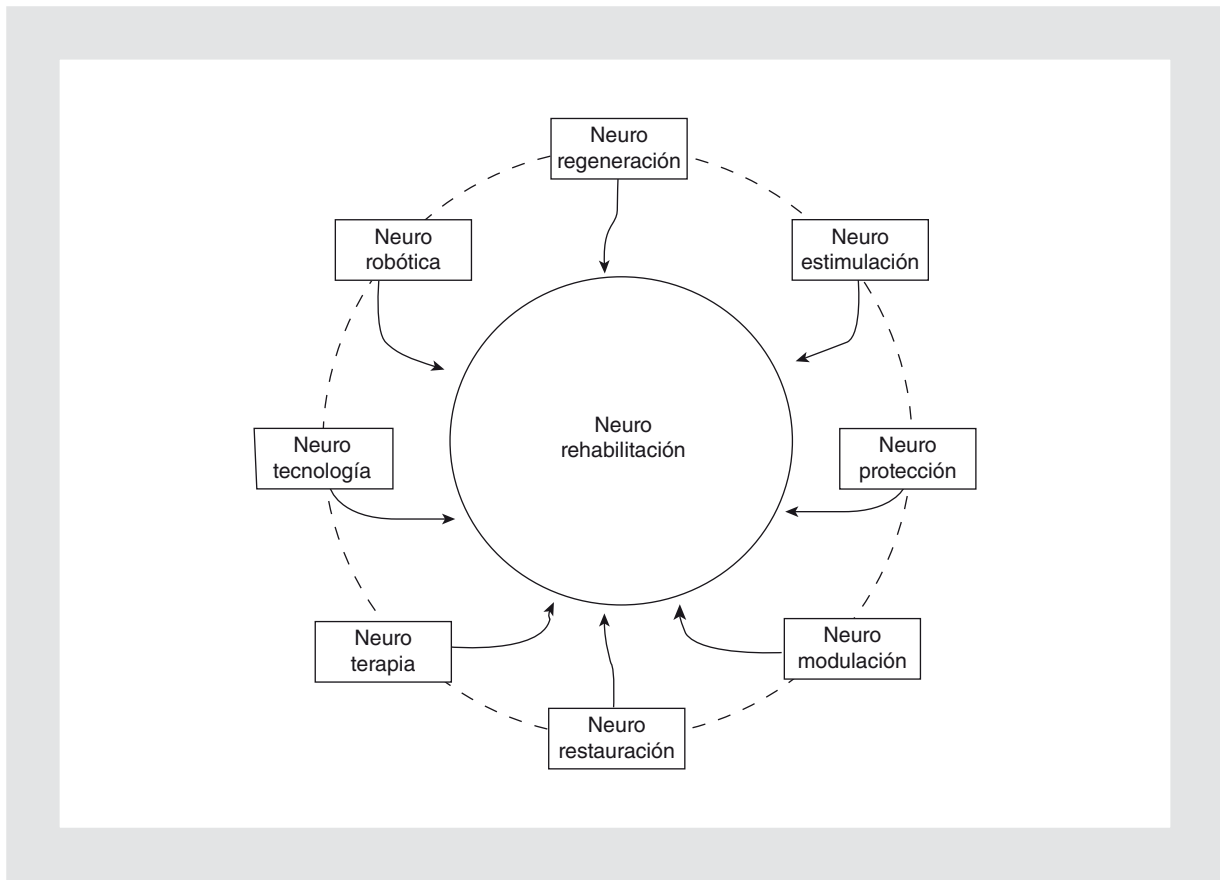 Neuro
regeneración
Neuro
robótica
Neuro
estimulación
Neuro
rehabilitación
Neuro
tecnología
Neuro
protección
Neuro
terapia
Neuro
modulación
Neuro
restauración